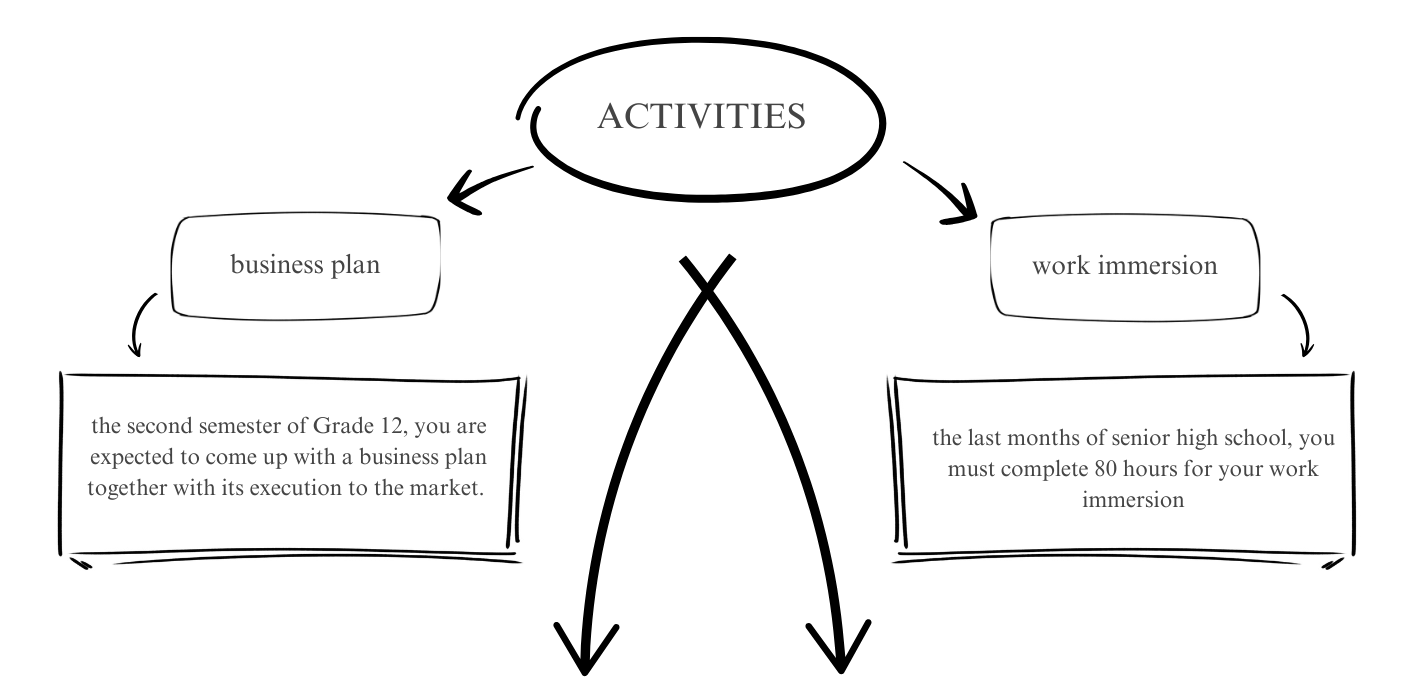 ACTIVITIES
business plan
work immersion
the second semester of Grade 12, you are
expected to come up with a business plan
together with its execution to the market.
the last months of senior high school, you
must complete 80 hours for your work
immersion